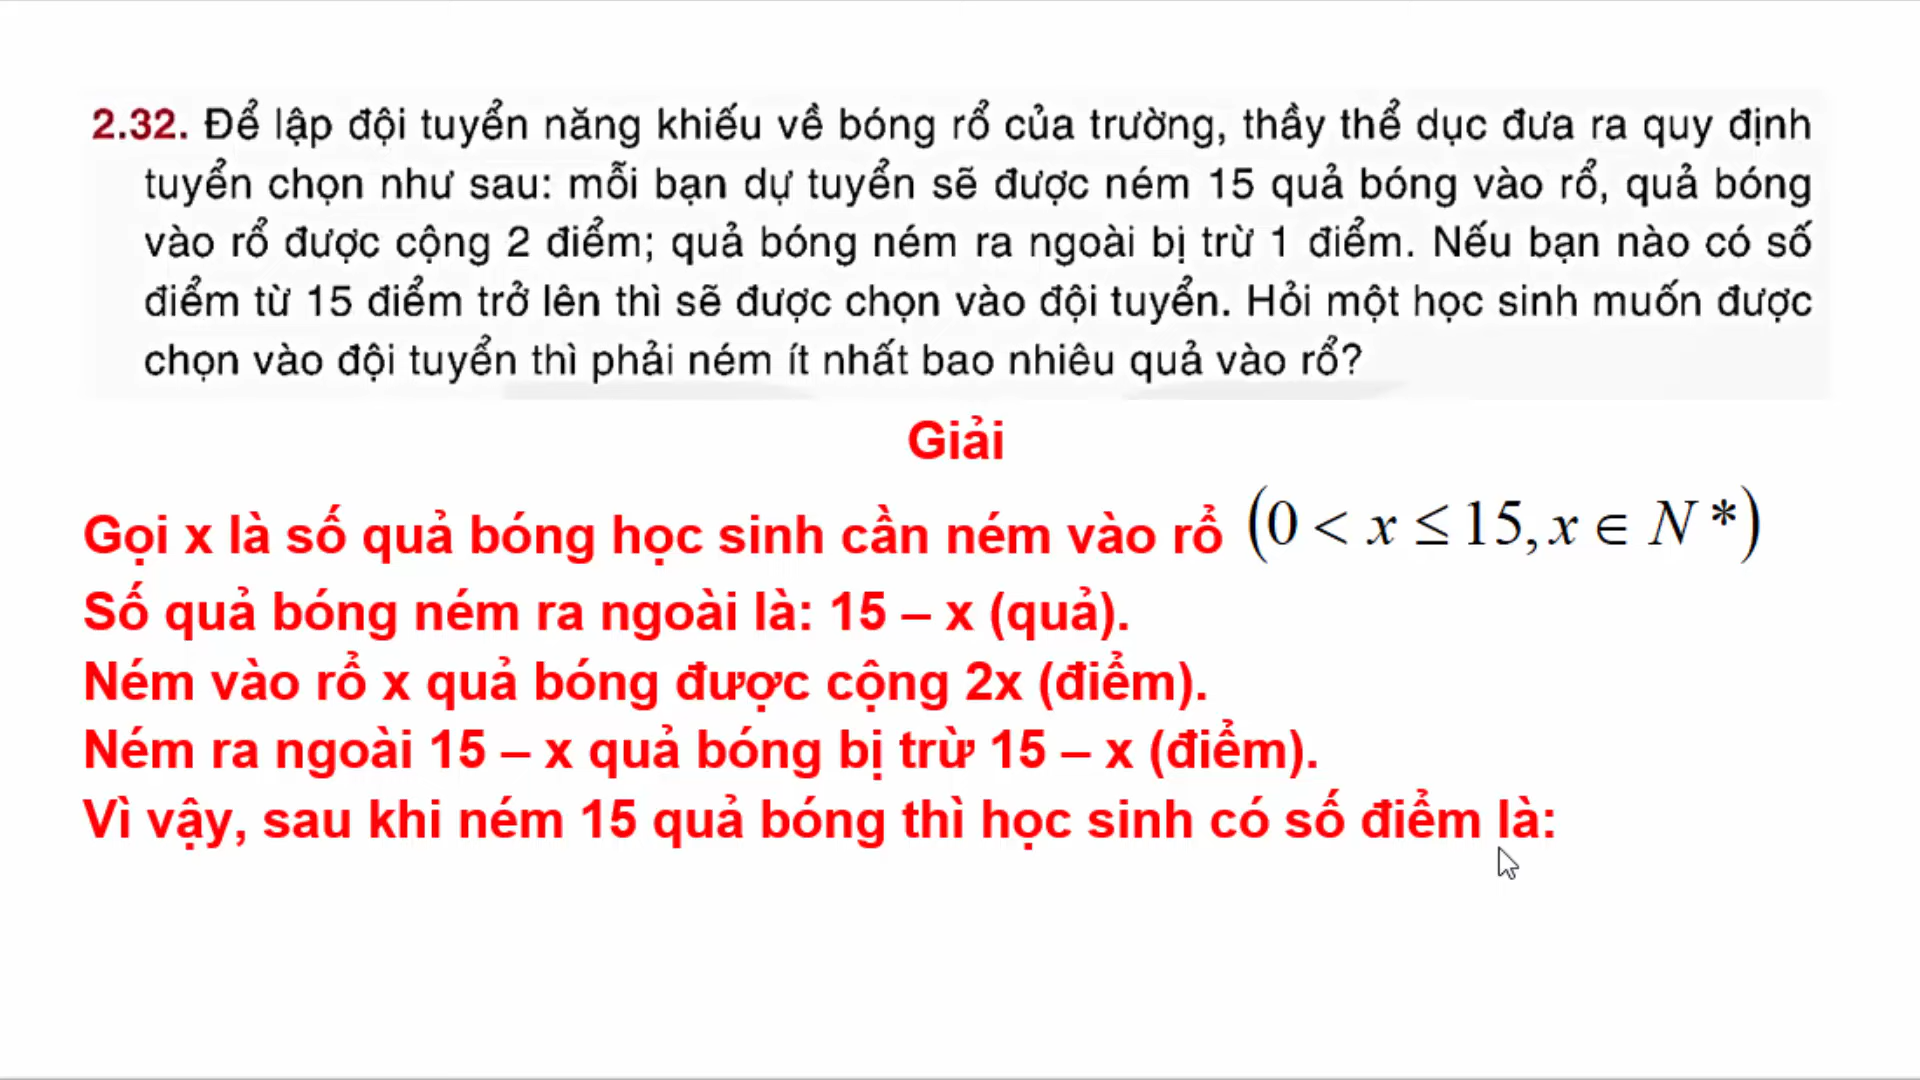 2.32. Để lập đội tuyển năng khiếu về bóng rổ của trường, thầy thể dục đưa ra quy định
tuyển chọn như sau: mỗi bạn dự tuyển sẽ được ném 15 quả bóng vào rổ, quả bóng
vào rổ được cộng 2 điểm; quả bóng ném ra ngoài bị trừ 1 điểm. Nếu bạn nào có số
điểm từ 15 điểm trở lên thì sẽ được chọn vào đội tuyển. Hỏi một học sinh muốn được
chọn vào đội tuyển thì phải ném ít nhất bao nhiêu quả vào rổ?
Giải
Gọi x là số quả bóng học sinh cần ném vào rổ (0 < x ≤ 15, x ∈ N*)
Số quả bóng ném ra ngoài là: 15 – x (quả).
Ném vào rổ x quả bóng được cộng 2x (điểm).
Ném ra ngoài 15 – x quả bóng bị trừ 15 – x (điểm).
Vì vậy, sau khi ném 15 quả bóng thì học sinh có số điểm là: